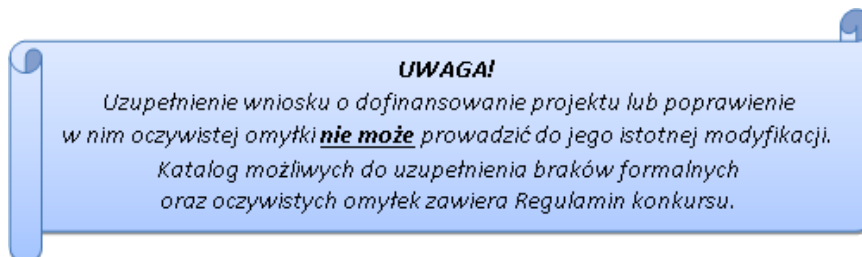 UWAGA!
Uzupełnienie wniosku o dofinansowanie projektu lub poprawienie
w nim oczywistej omyłki nie może prowadzić do jego istotnej modyfikacji.
Katalog możliwych do uzupełnienia braków formalnych
oraz oczywistych omyłek zawiera Regulamin konkursu.